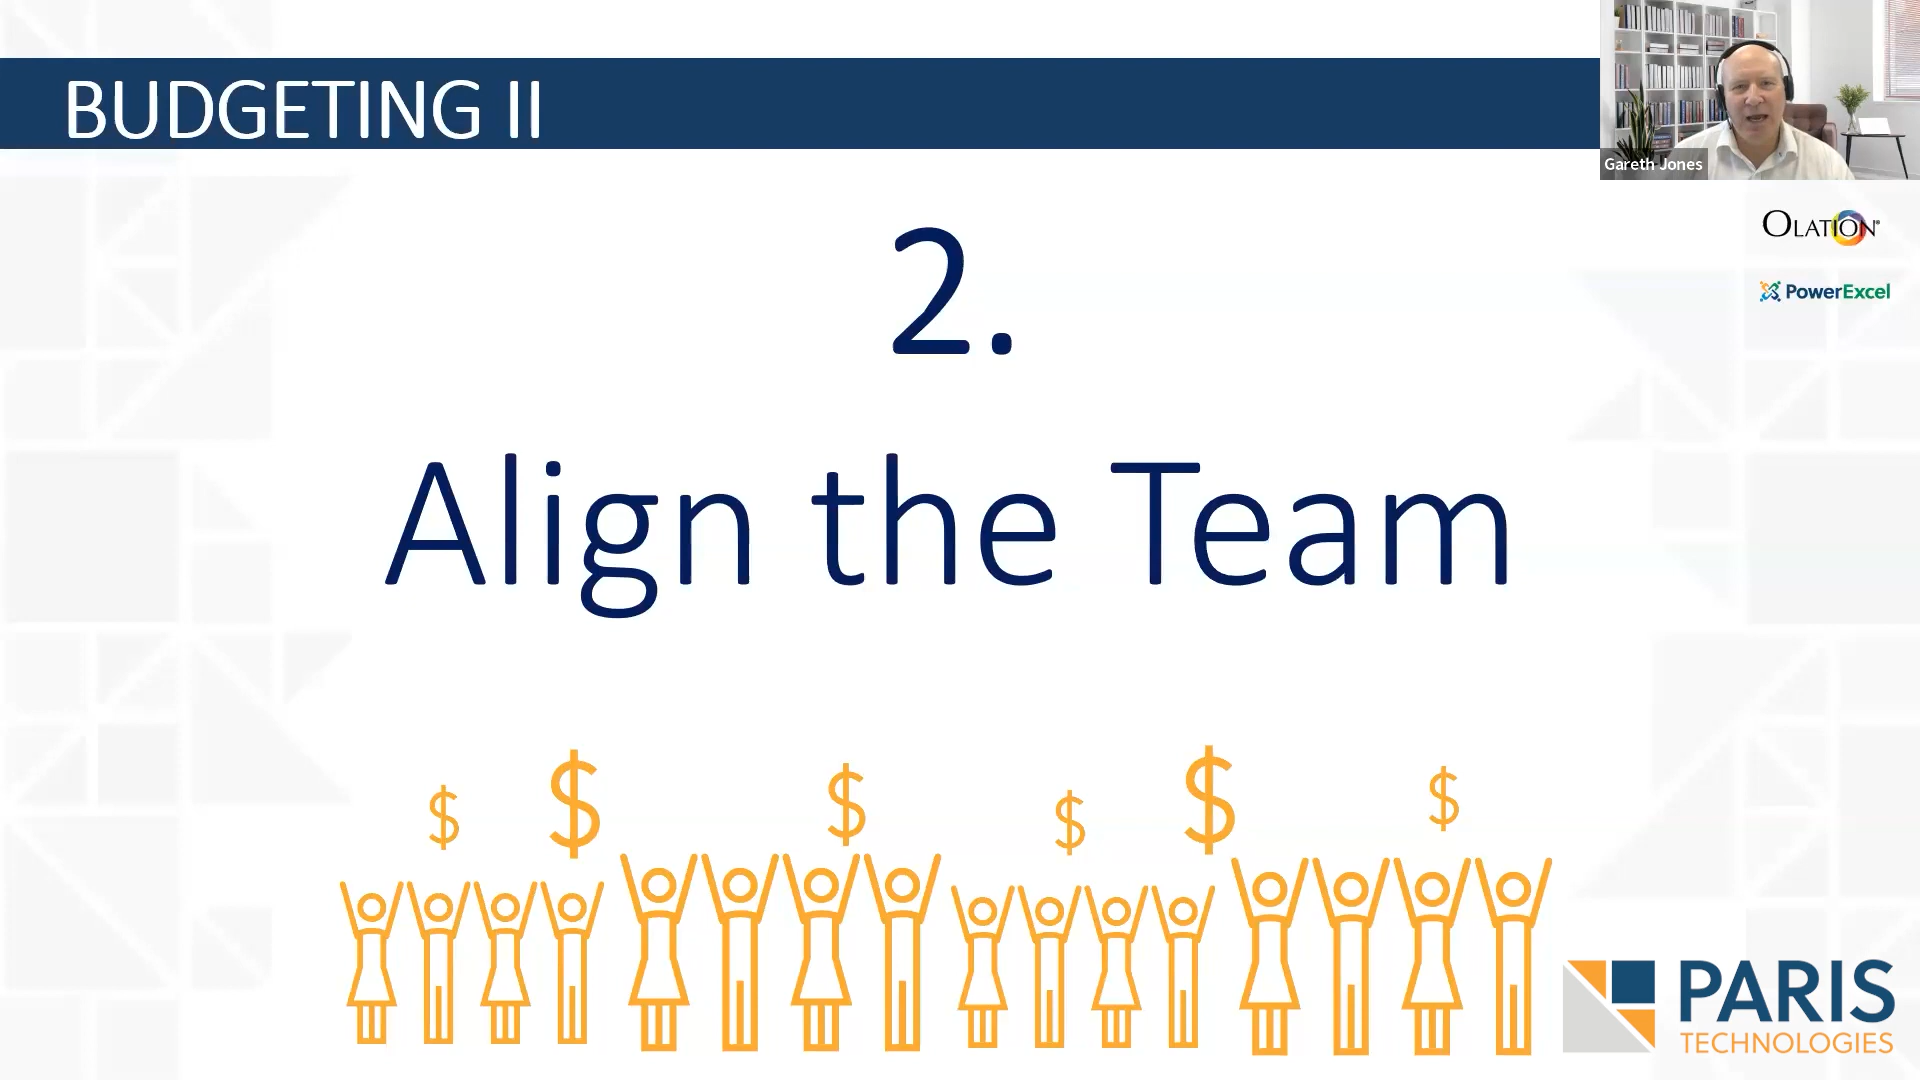 BUDGETING II
Gareth Jones
OLATION®
PowerExcel
2.
Align the Team
$ $ $ $ $ $
PARIS
TECHNOLOGIES